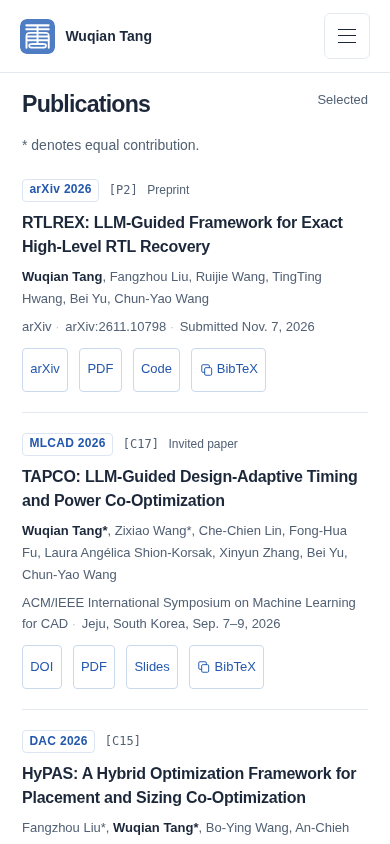 Wuqian Tang
Publications
Selected
* denotes equal contribution.
arXiv 2026 [P2] Preprint
RTLREX: LLM-Guided Framework for Exact
High-Level RTL Recovery
Wuqian Tang, Fangzhou Liu, Ruijie Wang, TingTing
Hwang, Bei Yu, Chun-Yao Wang
arXiv · arXiv:2611.10798 · Submitted Nov. 7, 2026
arXiv PDF Code BibTeX
MLCAD 2026 [C17] Invited paper
TAPCO: LLM-Guided Design-Adaptive Timing
and Power Co-Optimization
Wuqian Tang*, Zixiao Wang*, Che-Chien Lin, Fong-Hua
Fu, Laura Angélica Shion-Korsak, Xinyun Zhang, Bei Yu,
Chun-Yao Wang
ACM/IEEE International Symposium on Machine Learning
for CAD · Jeju, South Korea, Sep. 7–9, 2026
DOI PDF Slides BibTeX
DAC 2026 [C15]
HyPAS: A Hybrid Optimization Framework for
Placement and Sizing Co-Optimization
Fangzhou Liu*, Wuqian Tang*, Bo-Ying Wang, An-Chieh